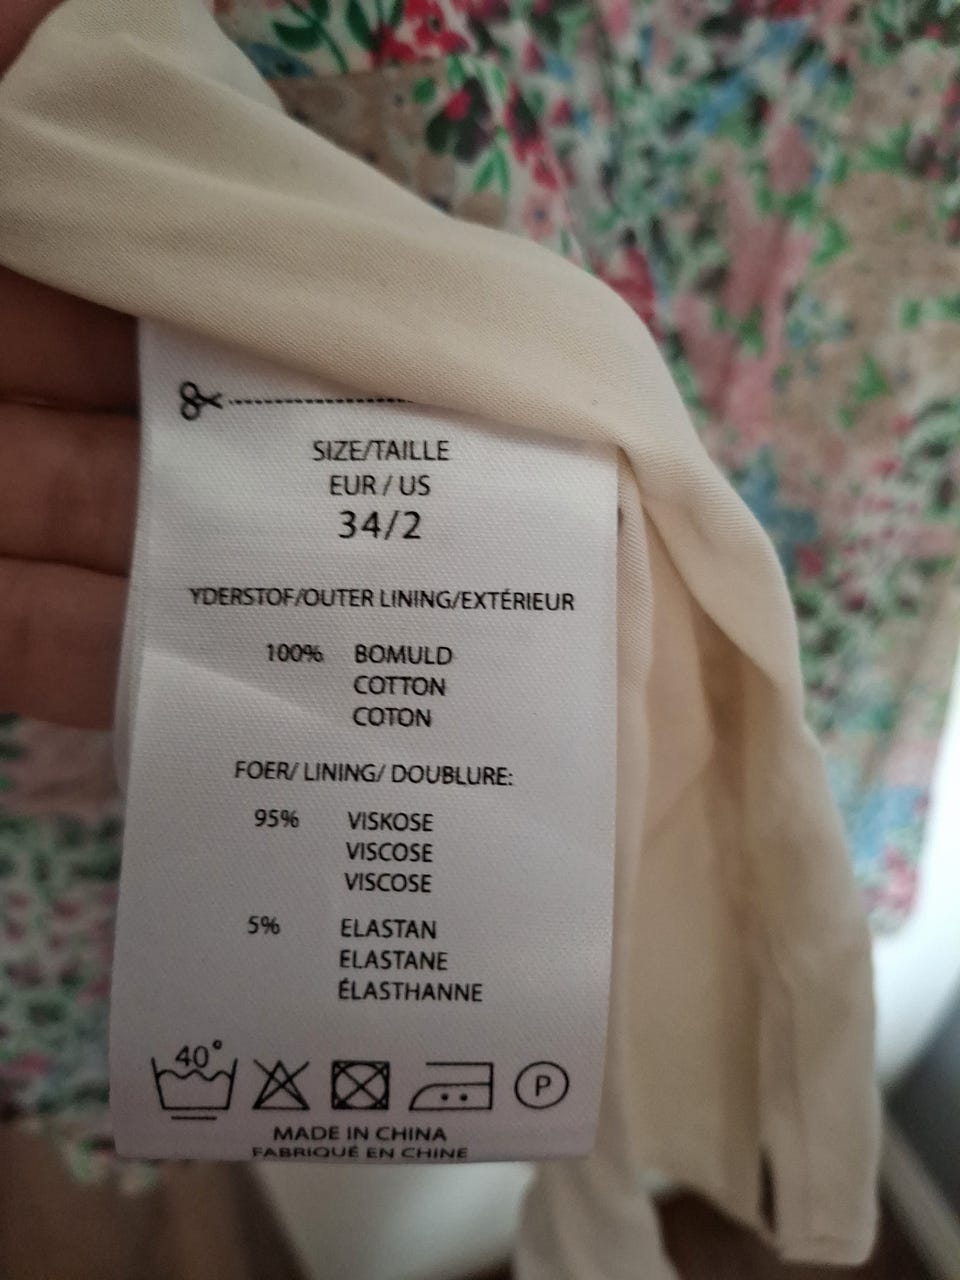 SIZE/TAILLE
EUR / US
34/2
YDERSTOF/OUTER LINING/EXTÉRIEUR
100% BOMULD
COTTON
COTON
FOER/ LINING/ DOUBLURE:
95% VISKOSE
VISCOSE
VISCOSE
5% ELASTAN
ELASTANE
ÉLASTHANNE
40°
P
MADE IN CHINA
FABRIQUÉ EN CHINE